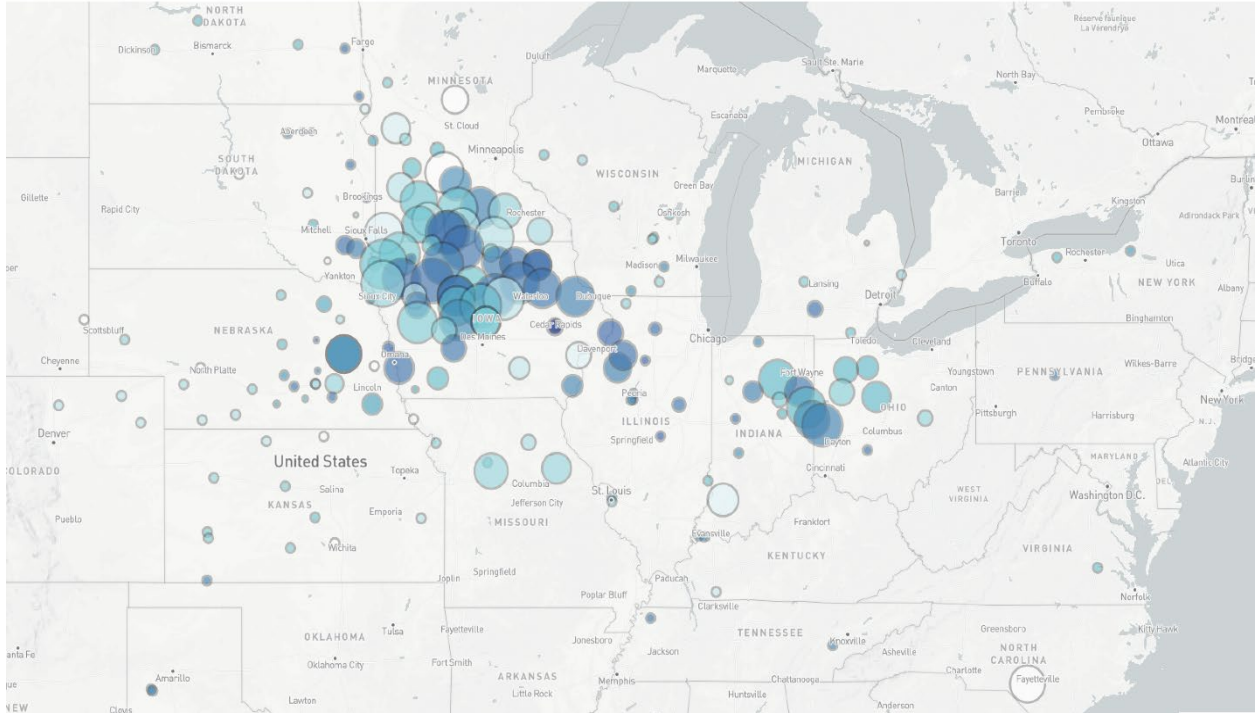 NORTH
DAKOTA
Dickinson
Bismarck
Fargo
Duluth
MINNESOTA
Marquette
Sault Ste. Marie
Réserve faunique
La Vérendrye
North Bay
Pembroke
Ottawa
Montreal
St. Cloud
Escanaba
Aberdeen
Minneapolis
SOUTH
DAKOTA
WISCONSIN
Green Bay
MICHIGAN
Barrie
Kingston
Gillette
Rapid City
Brookings
Rochester
Oshkosh
Adirondack Park
Mitchell
Sioux Falls
Toronto
Rochester
Utica
Yankton
Madison
Milwaukee
Lansing
Buffalo
NEW YORK
Albany
Sioux City
Waterloo
Dubuque
Detroit
Binghamton
Scottsbluff
NEBRASKA
IOWA
Cedar Rapids
Des Moines
Chicago
Toledo
Cleveland
Cheyenne
North Platte
Omaha
Davenport
Fort Wayne
Youngstown
PENNSYLVANIA
Wilkes-Barre
Lincoln
Peoria
Canton
New York
Denver
ILLINOIS
Springfield
INDIANA
OHIO
Columbus
Pittsburgh
Harrisburg
N.J.
Dayton
United States
Topeka
Columbia
Cincinnati
MARYLAND
Atlantic City
COLORADO
Salina
Jefferson City
St. Louis
WEST
VIRGINIA
Washington D.C.
DEL
KANSAS
Emporia
MISSOURI
Frankfort
Pueblo
Wichita
Evansville
KENTUCKY
VIRGINIA
Joplin
Springfield
Paducah
Poplar Bluff
Clarksville
Norfolk
OKLAHOMA
Tulsa
Fayetteville
Jonesboro
TENNESSEE
Knoxville
Greensboro
Kitty Hawk
Santa Fe
Oklahoma City
Fort Smith
Jackson
Asheville
NORTH
CAROLINA
Charlotte
Amarillo
ARKANSAS
Memphis
Chattanooga
Fayetteville
Little Rock
Huntsville
Anderson
Clovis
Lawton
NEW